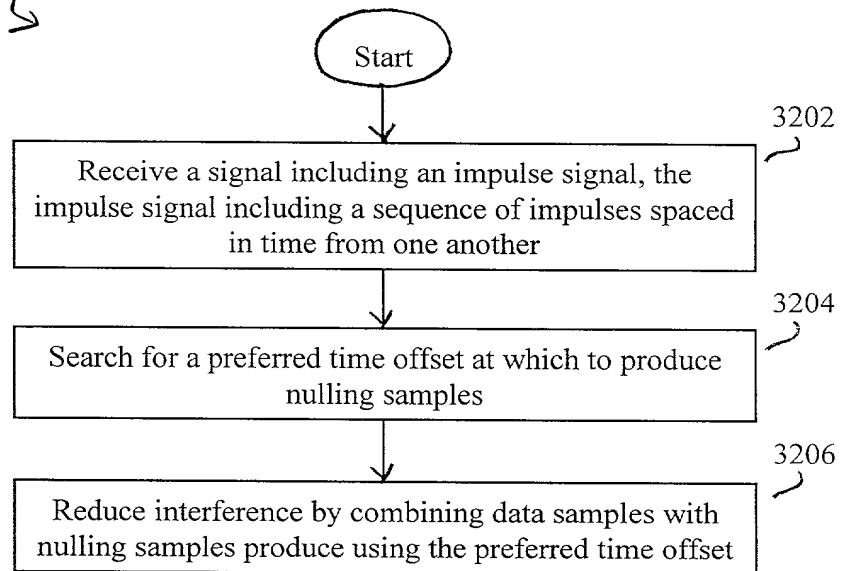 Start
3202
Receive a signal including an impulse signal, the
impulse signal including a sequence of impulses spaced
in time from one another
3204
Search for a preferred time offset at which to produce
nulling samples
3206
Reduce interference by combining data samples with
nulling samples produce using the preferred time offset